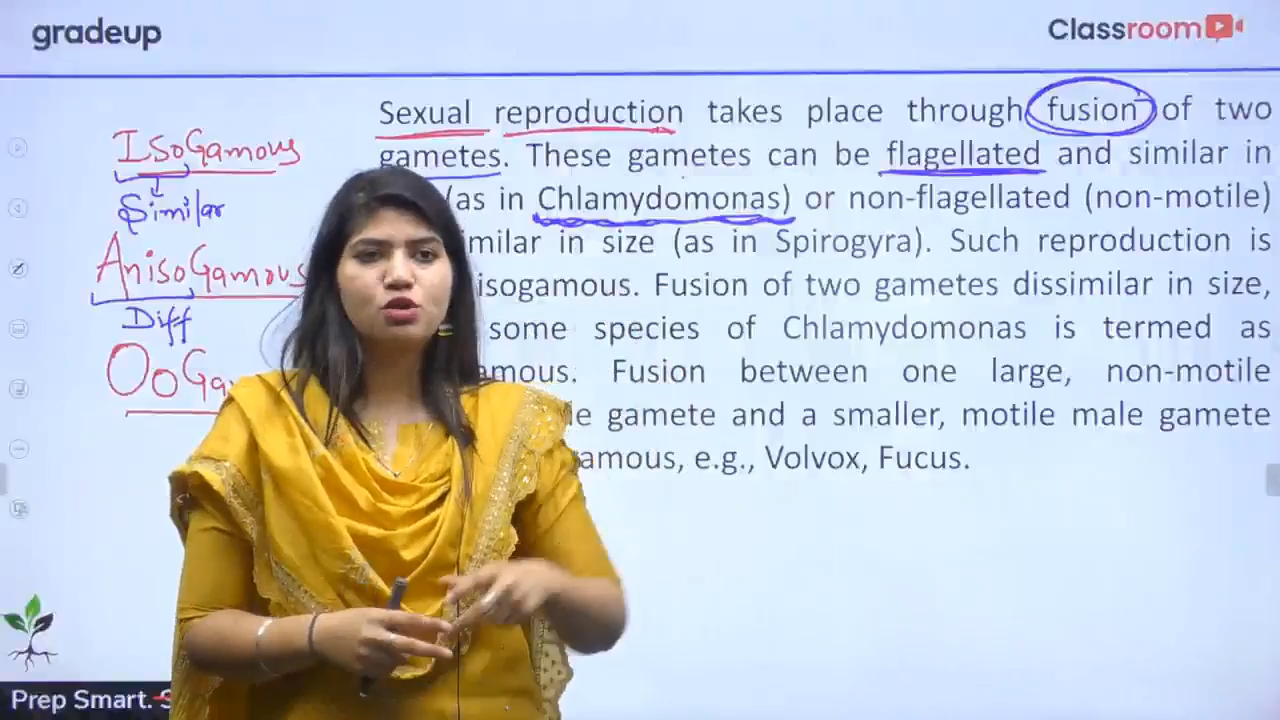 gradeup
Classroom
Sexual reproduction takes place through fusion of two
gametes. These gametes can be flagellated and similar in
(as in Chlamydomonas) or non-flagellated (non-motile)
similar in size (as in Spirogyra). Such reproduction is
isogamous. Fusion of two gametes dissimilar in size,
some species of Chlamydomonas is termed as
Fusion between one large, non-motile
gamete and a smaller, motile male gamete
e.g., Volvox, Fucus.
IsoGamous
Similar
AnisoGamous
Diff
Prep Smart.